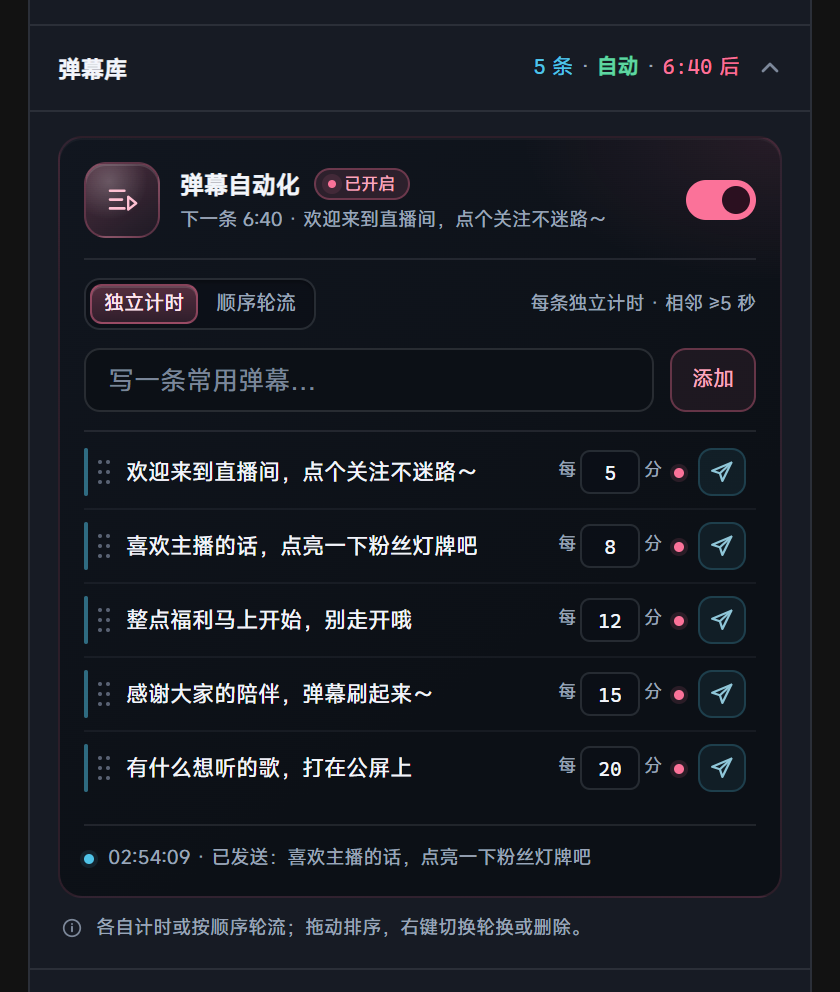 弹幕库 5 条 · 自动 · 6:40 后
弹幕自动化 已开启
下一条 6:40 · 欢迎来到直播间，点个关注不迷路～
独立计时 顺序轮流 每条独立计时 · 相邻 ≥5 秒
写一条常用弹幕... 添加
欢迎来到直播间，点个关注不迷路～ 每 5 分
喜欢主播的话，点亮一下粉丝灯牌吧 每 8 分
整点福利马上开始，别走开哦 每 12 分
感谢大家的陪伴，弹幕刷起来～ 每 15 分
有什么想听的歌，打在公屏上 每 20 分
02:54:09 · 已发送：喜欢主播的话，点亮一下粉丝灯牌吧
各自计时或按顺序轮流；拖动排序，右键切换轮换或删除。